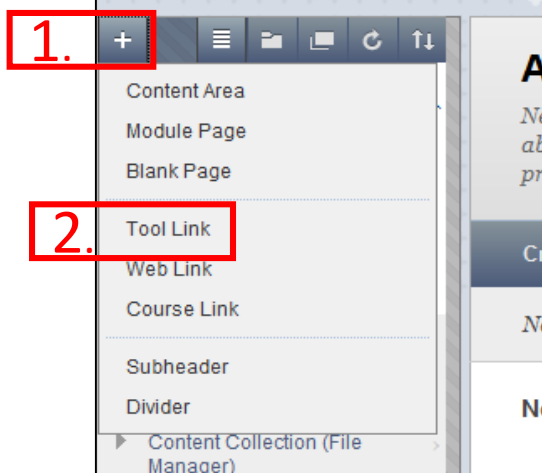 1.
+
Content Area
Module Page
Blank Page
2.
Tool Link
Web Link
Course Link
Subheader
Divider
Content Collection (File
Manager)
A
pr